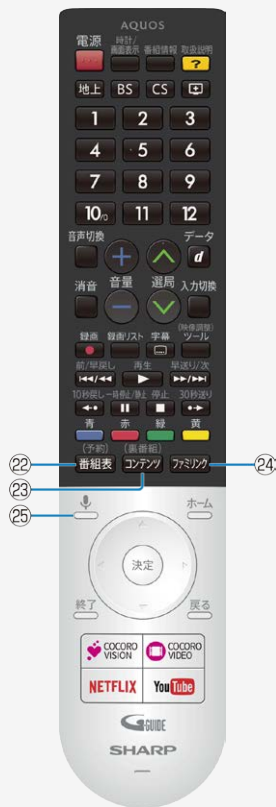 AQUOS
電源 時計/画面表示 番組情報 取扱説明
?
地上 BS CS
1 2 3
4 5 6
7 8 9
10/0 11 12
音声切換 データ
+ d
消音 音量 選局 入力切換
(映像調整)
録画 録画リスト 字幕 ツール
前/早戻し 再生 早送り/次
10秒戻し 一時停止/静止 停止 30秒送り
青 赤 緑 黄
(予約) (裏番組)
㉒ 番組表 コンテンツ ファミリンク ㉔
㉓
㉕ ホーム
決定
終了 戻る
COCORO VISION COCORO VIDEO
NETFLIX YouTube
G-GUIDE
SHARP